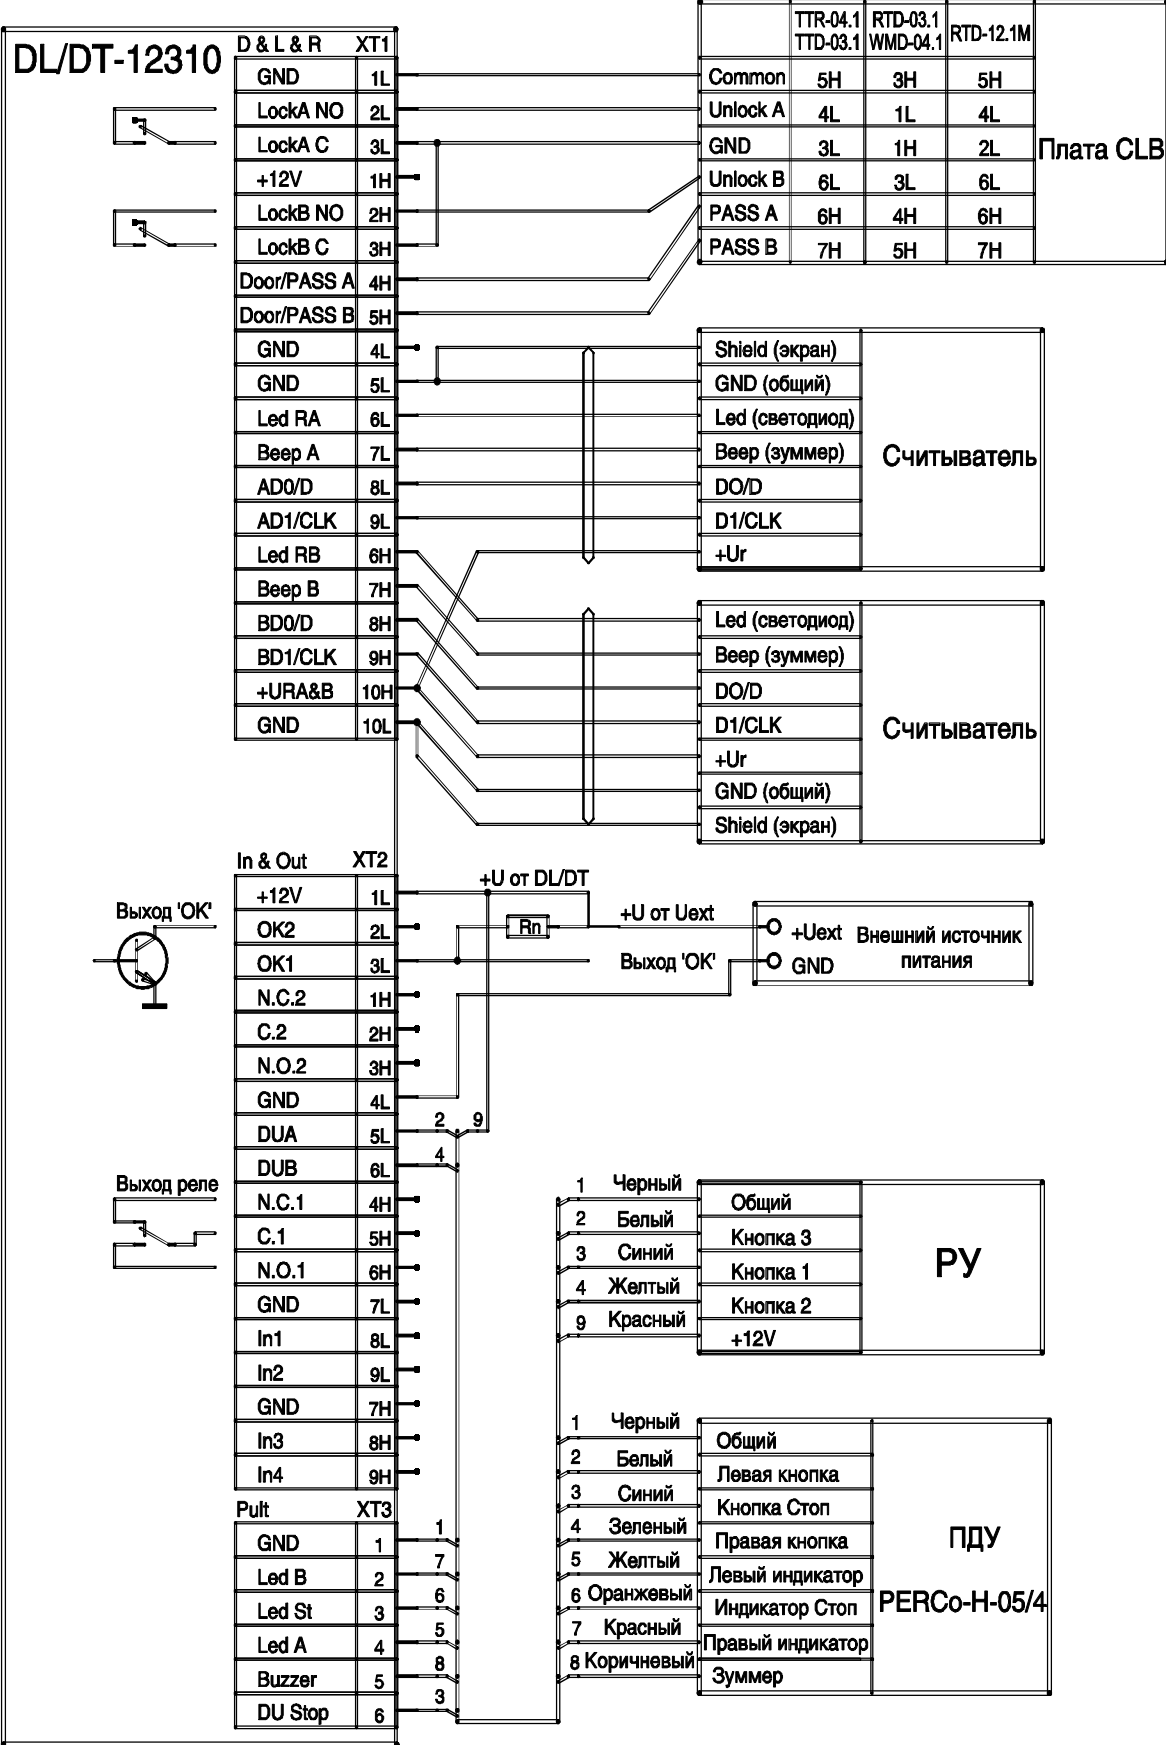 DL/DT-12310
D & L & R XT1
GND 1L
LockA NO 2L
LockA C 3L
+12V 1H
LockB NO 2H
LockB C 3H
Door/PASS A 4H
Door/PASS B 5H
GND 4L
GND 5L
Led RA 6L
Beep A 7L
AD0/D 8L
AD1/CLK 9L
Led RB 6H
Beep B 7H
BD0/D 8H
BD1/CLK 9H
+URA&B 10H
GND 10L
TTR-04.1 RTD-03.1 RTD-12.1M
TTD-03.1 WMD-04.1
Common 5H 3H 5H
Unlock A 4L 1L 4L
GND 3L 1H 2L
Unlock B 6L 3L 6L
PASS A 6H 4H 6H
PASS B 7H 5H 7H
Плата CLB
Shield (экран)
GND (общий)
Led (светодиод)
Beep (зуммер)
DO/D
D1/CLK
+Ur
Считыватель
Led (светодиод)
Beep (зуммер)
DO/D
D1/CLK
+Ur
GND (общий)
Shield (экран)
Считыватель
In & Out XT2
+12V 1L
OK2 2L
OK1 3L
N.C.2 1H
C.2 2H
N.O.2 3H
GND 4L
DUA 5L
DUB 6L
N.C.1 4H
C.1 5H
N.O.1 6H
GND 7L
In1 8L
In2 9L
GND 7H
In3 8H
In4 9H
Выход 'OK'
Выход реле
+U от DL/DT
Rn
+U от Uext
Выход 'OK'
+Uext
GND
Внешний источник
питания
2 9
4
1 Черный Общий
2 Белый Кнопка 3
3 Синий Кнопка 1
4 Желтый Кнопка 2
9 Красный +12V
РУ
Pult XT3
GND 1
Led B 2
Led St 3
Led A 4
Buzzer 5
DU Stop 6
1
7
6
5
8
3
1 Черный Общий
2 Белый Левая кнопка
3 Синий Кнопка Стоп
4 Зеленый Правая кнопка
5 Желтый Левый индикатор
6 Оранжевый Индикатор Стоп
7 Красный Правый индикатор
8 Коричневый Зуммер
ПДУ
PERCo-H-05/4